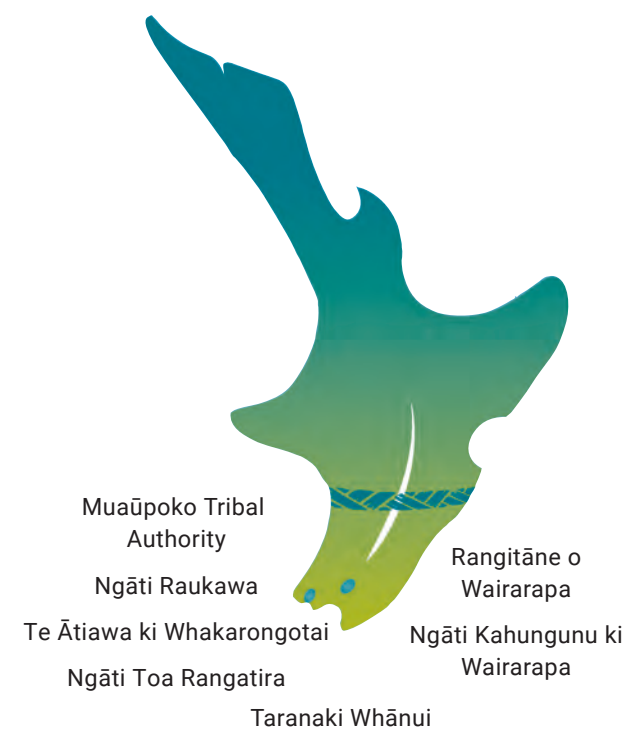 Muaūpoko Tribal
Authority
Ngāti Raukawa
Te Ātiawa ki Whakarongotai
Ngāti Toa Rangatira
Taranaki Whānui
Rangitāne o
Wairarapa
Ngāti Kahungunu ki
Wairarapa